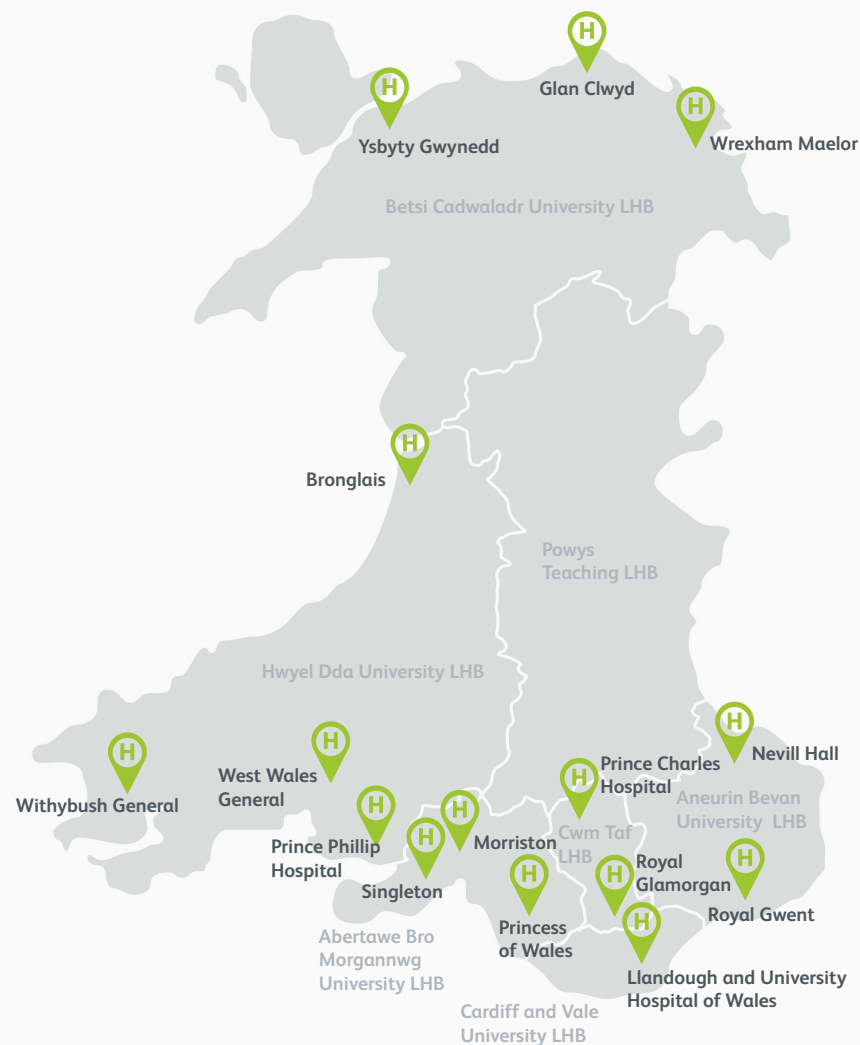 H
Glan Clwyd
H
Ysbyty Gwynedd
H
Wrexham Maelor
Betsi Cadwaladr University LHB
H
Bronglais
Powys
Teaching LHB
Hwyel Dda University LHB
H
Withybush General
H
West Wales
General
H
Nevill Hall
H
Prince Charles
Hospital
Aneurin Bevan
University LHB
H
Prince Phillip
Hospital
H
Singleton
H
Morriston
Cwm Taf
LHB
H
Royal
Glamorgan
H
Royal Gwent
H
Princess
of Wales
H
Llandough and University
Hospital of Wales
Abertawe Bro
Morgannwg
University LHB
Cardiff and Vale
University LHB